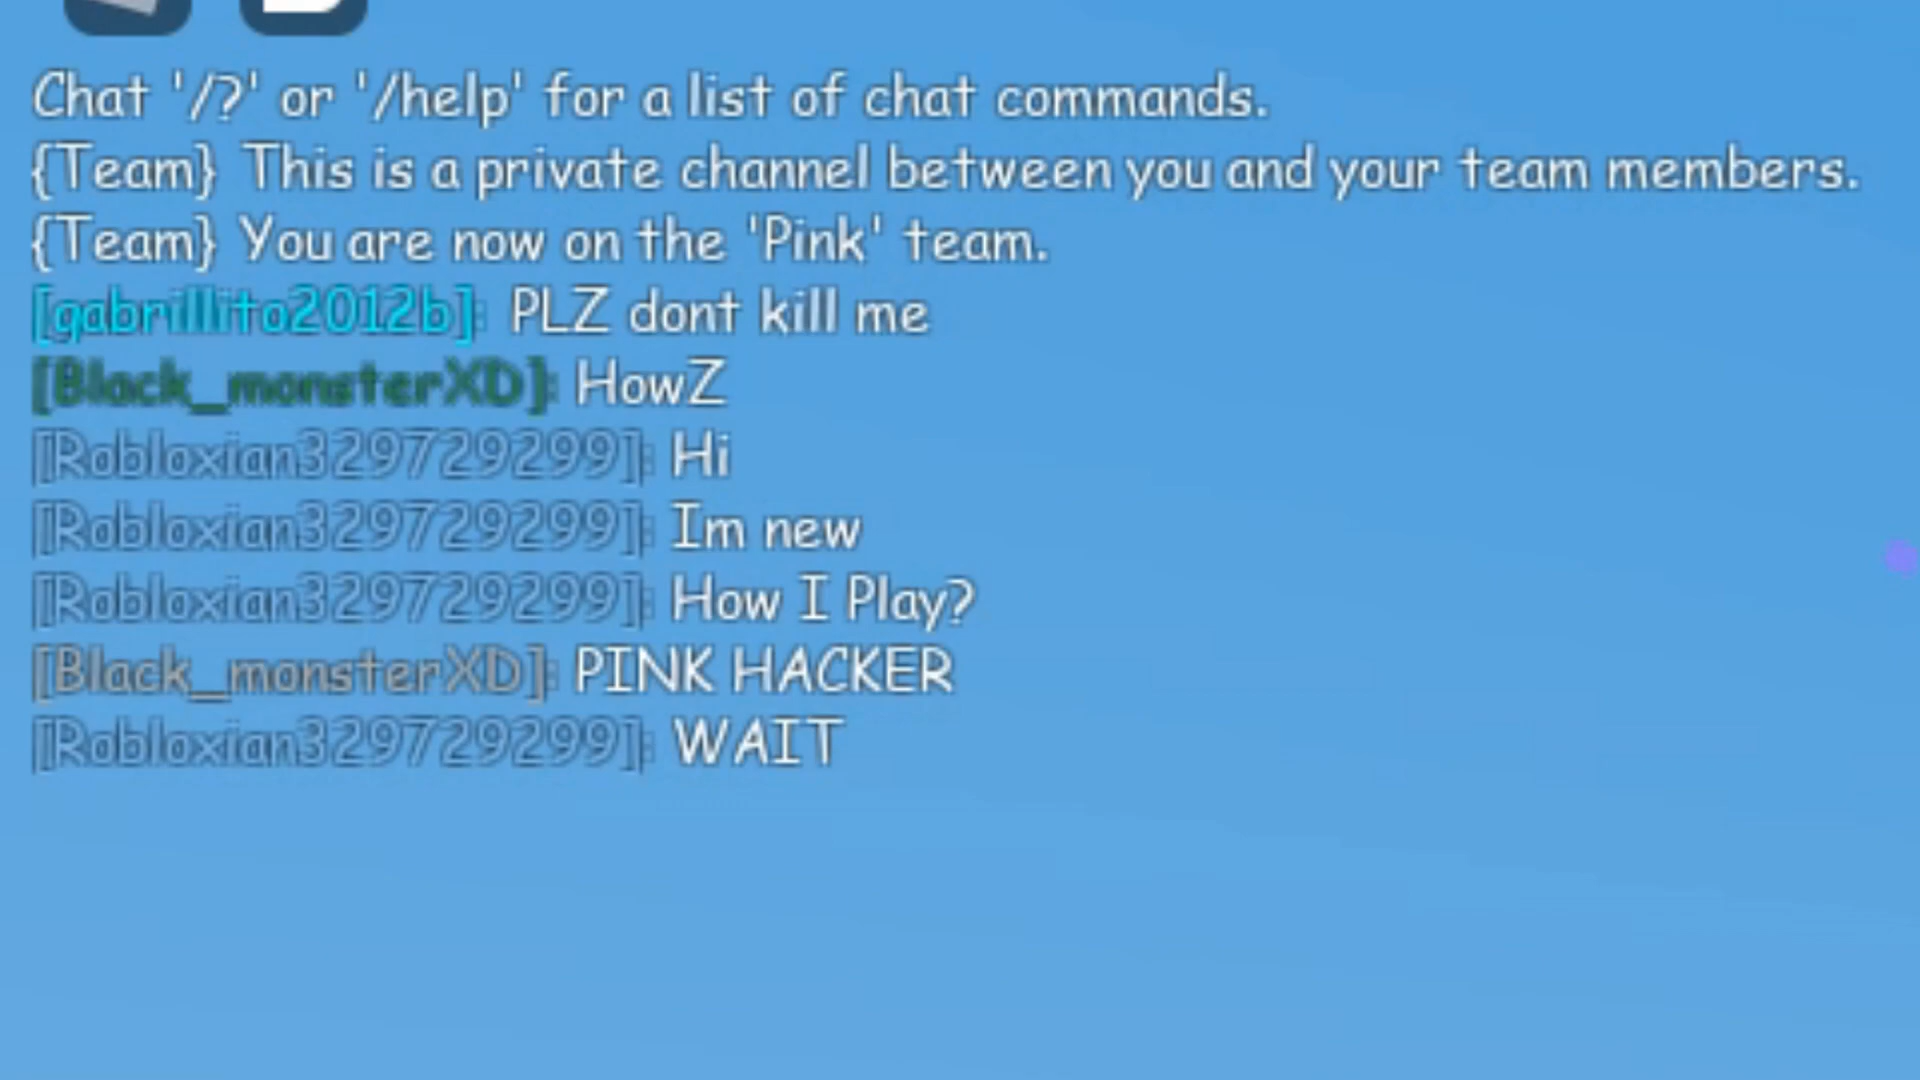 Chat '/?' or '/help' for a list of chat commands.
{Team} This is a private channel between you and your team members.
{Team} You are now on the 'Pink' team.
[gabrillito2012b]: PLZ dont kill me
[Black_monsterXD]: HowZ
[Robloxian329729299]: Hi
[Robloxian329729299]: Im new
[Robloxian329729299]: How I Play?
[Black_monsterXD]: PINK HACKER
[Robloxian329729299]: WAIT